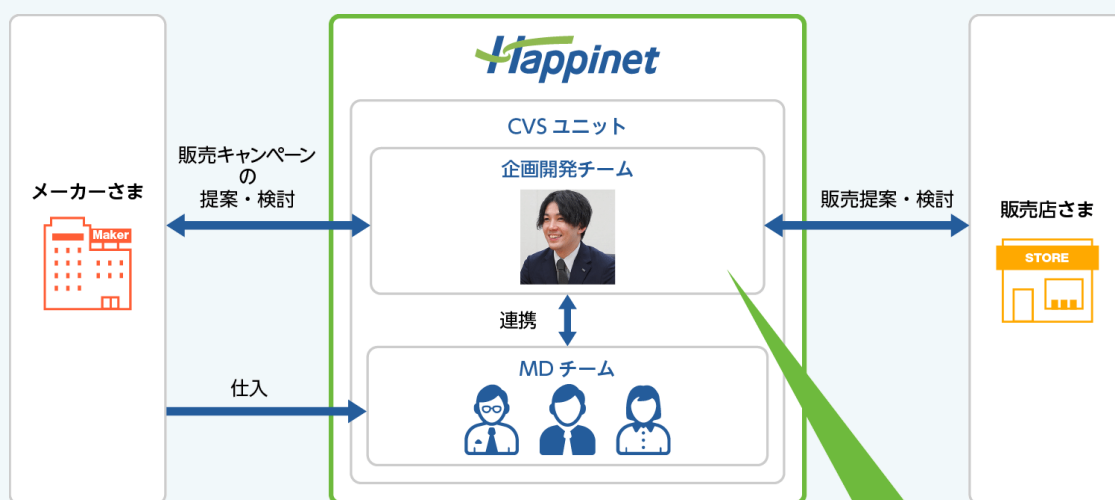 Happinet
CVS ユニット
企画開発チーム
販売キャンペーン
の
提案・検討
メーカーさま
Maker
販売提案・検討
販売店さま
STORE
連携
MD チーム
仕入